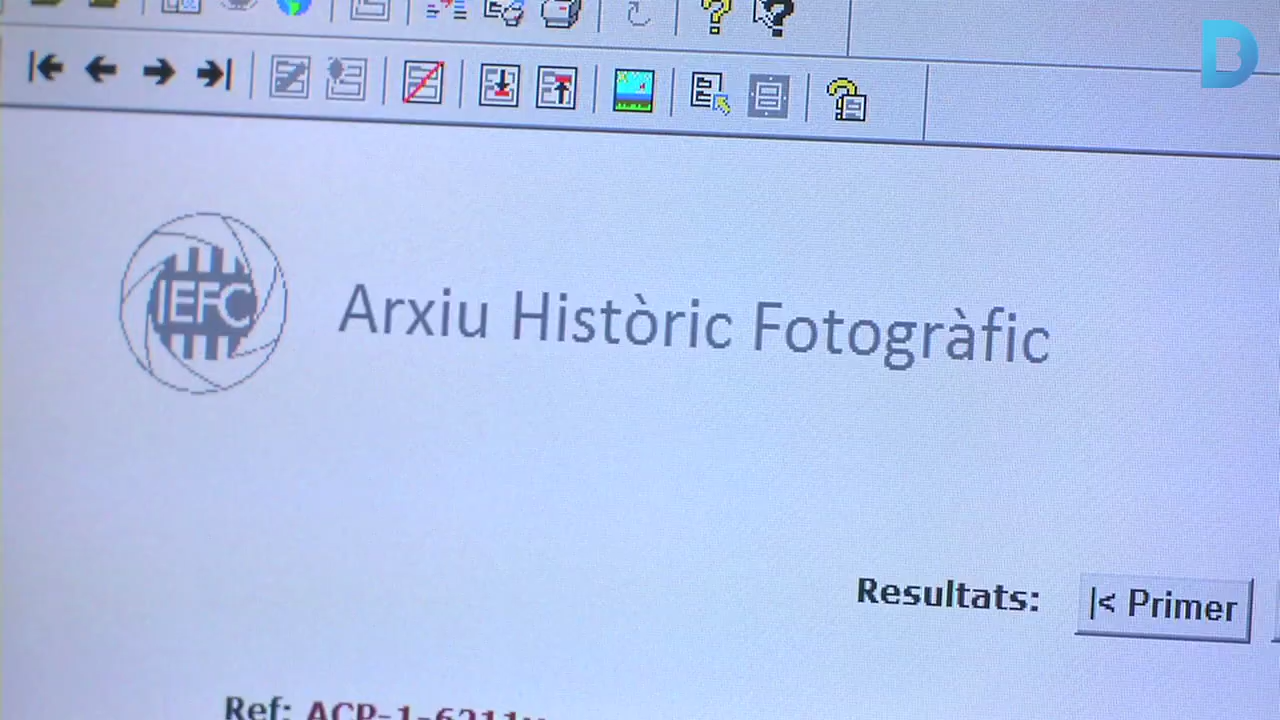 B
IEFC
Arxiu Històric Fotogràfic
Resultats:
|< Primer
Ref: